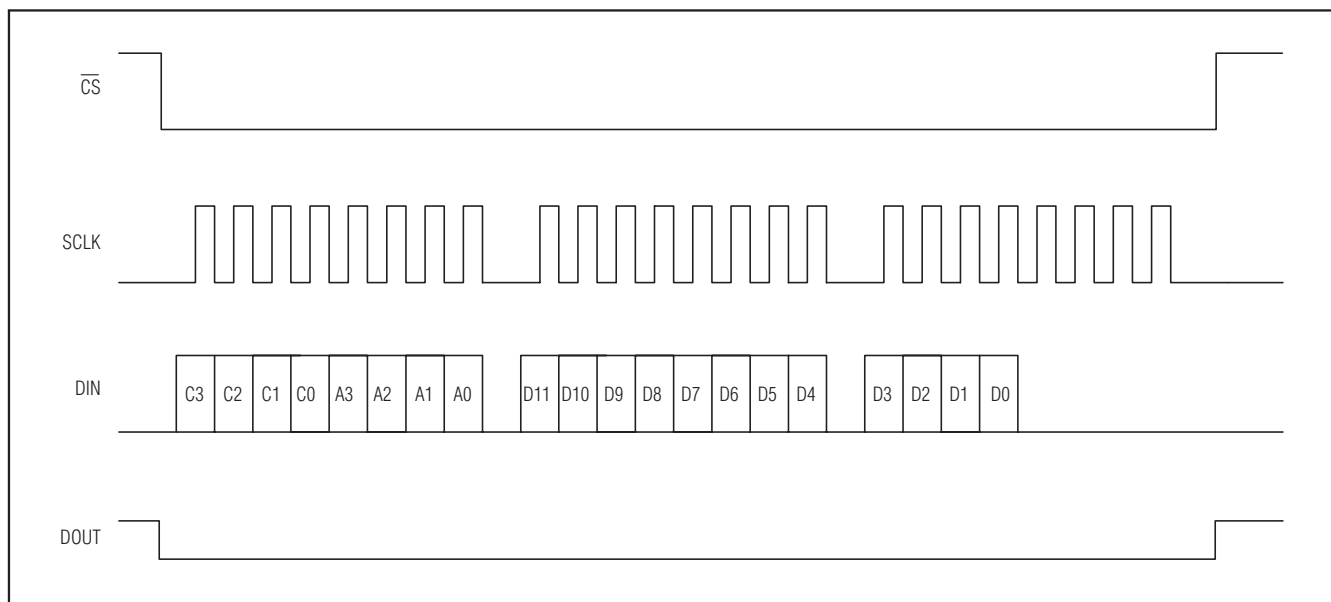 C̅S̅
SCLK
DIN C3 C2 C1 C0 A3 A2 A1 A0 D11 D10 D9 D8 D7 D6 D5 D4 D3 D2 D1 D0
DOUT